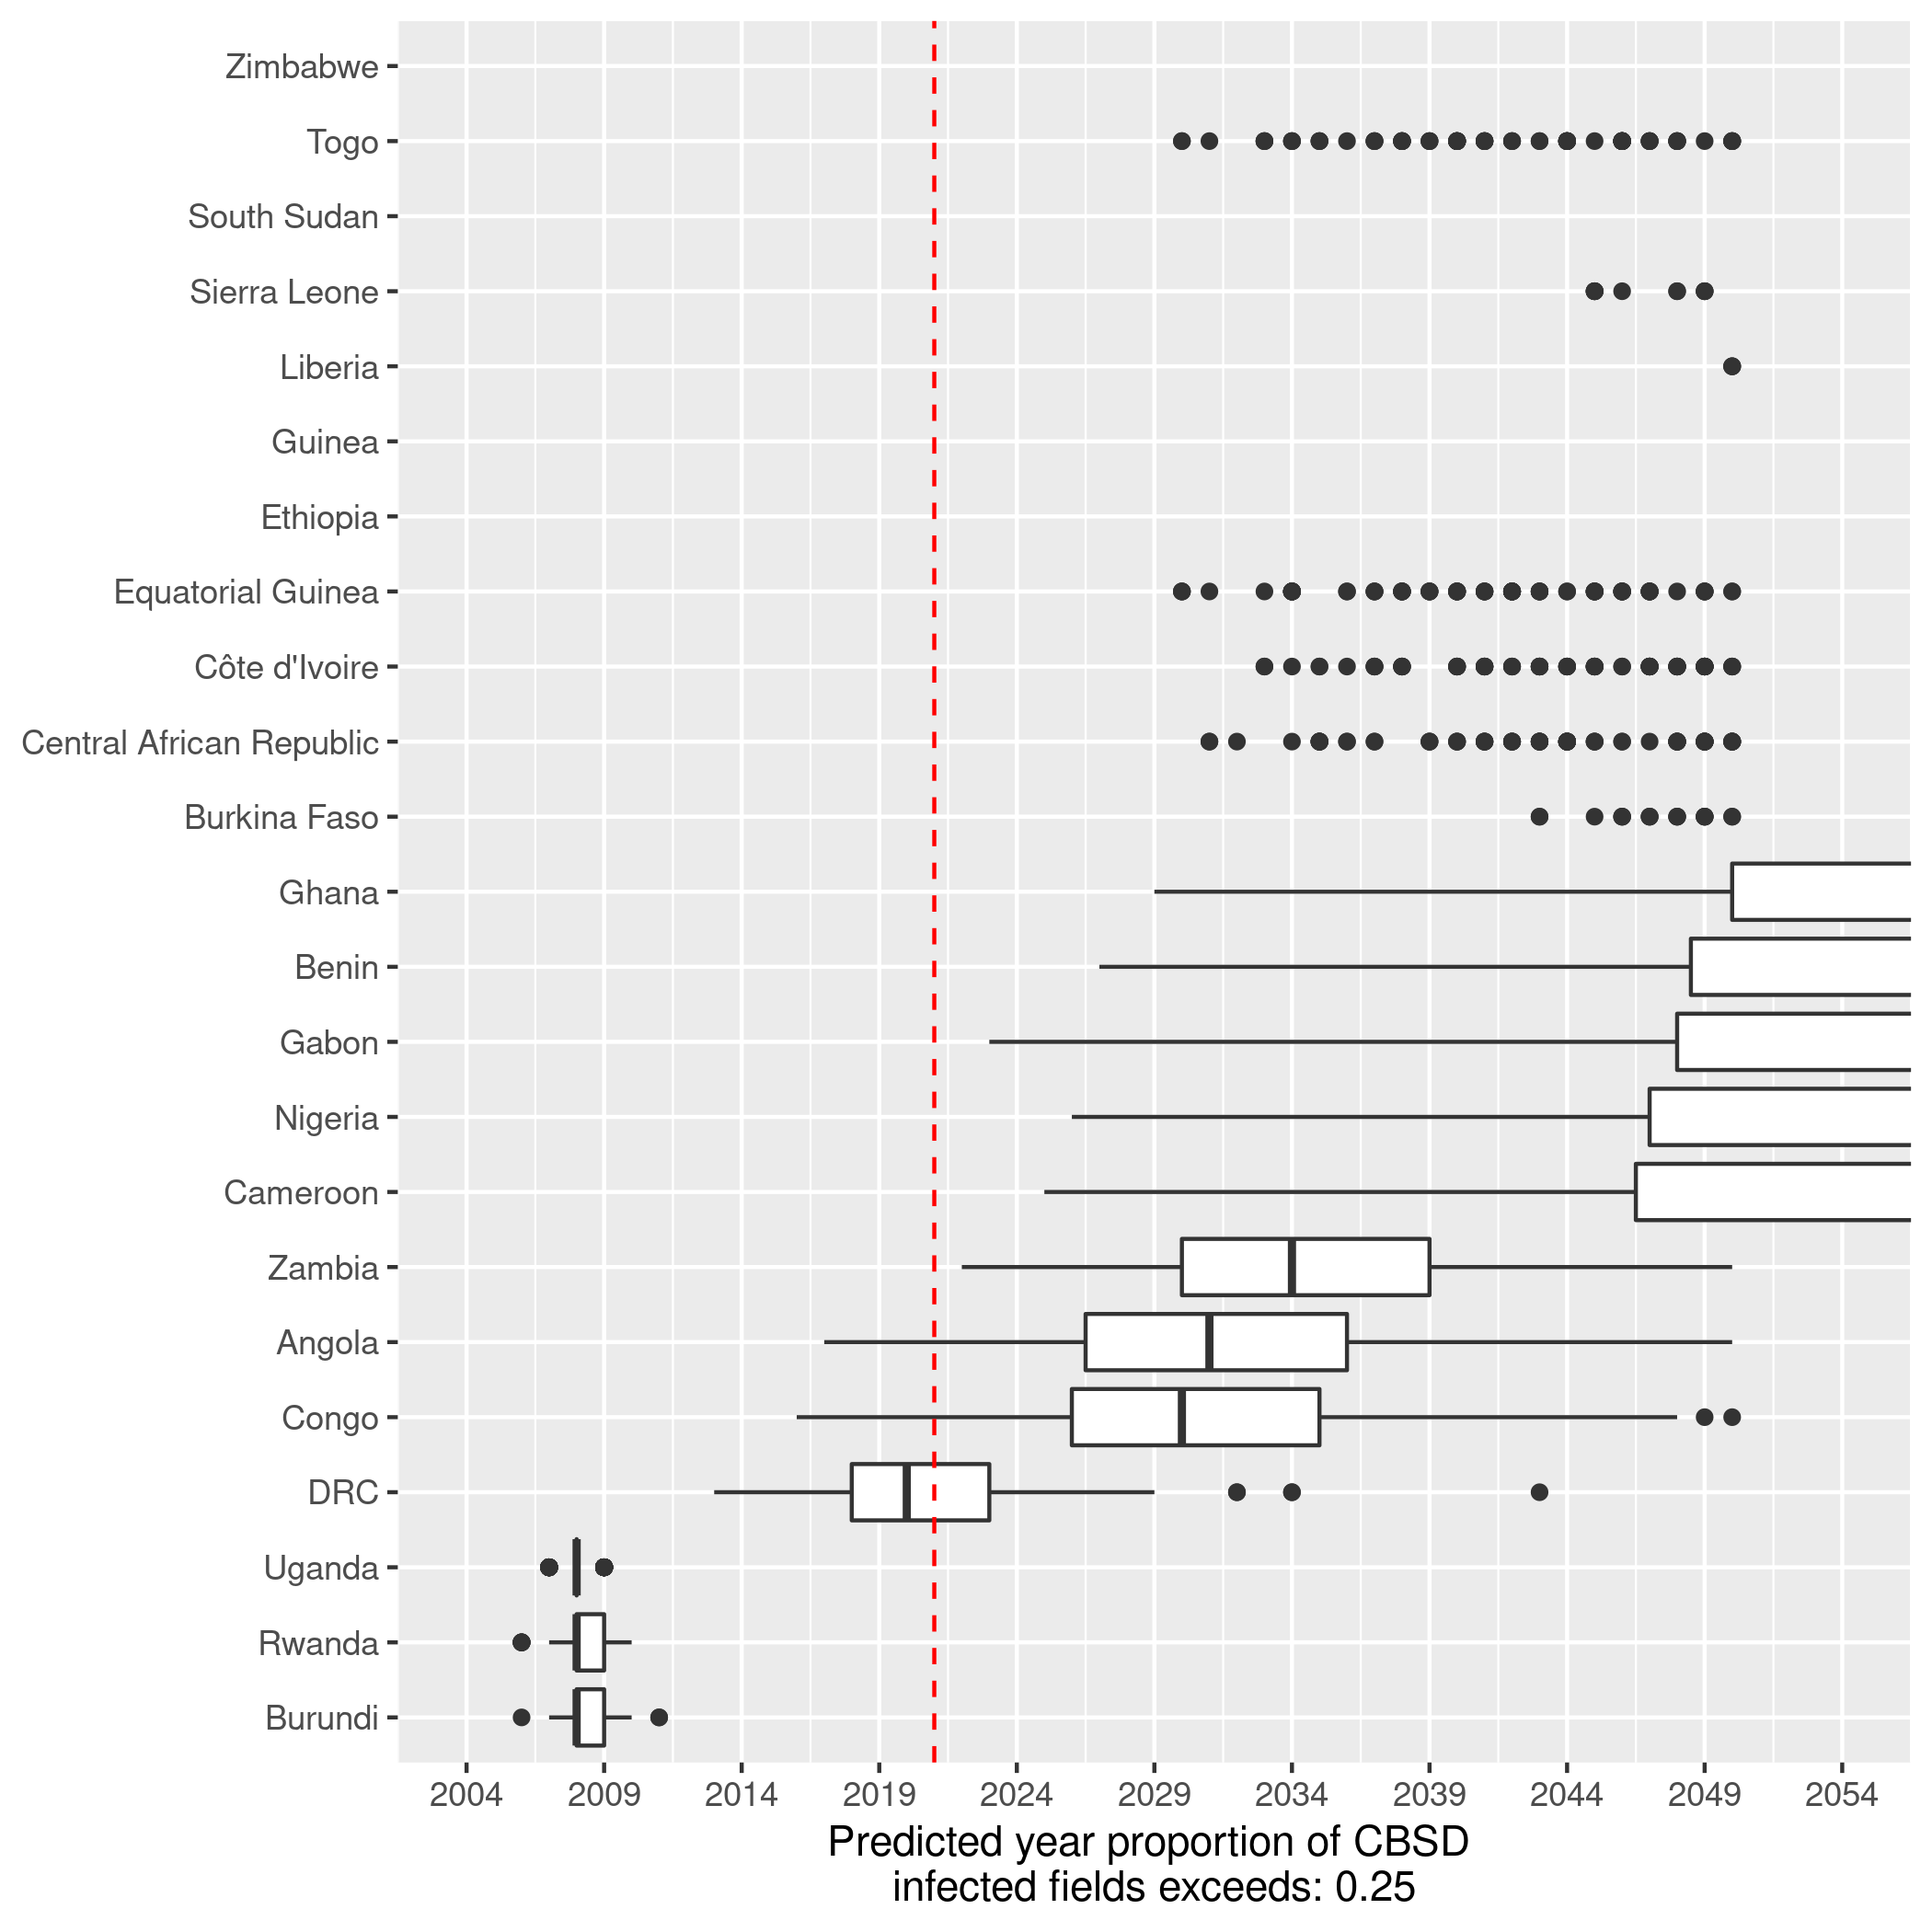 Zimbabwe
Togo
South Sudan
Sierra Leone
Liberia
Guinea
Ethiopia
Equatorial Guinea
Côte d'Ivoire
Central African Republic
Burkina Faso
Ghana
Benin
Gabon
Nigeria
Cameroon
Zambia
Angola
Congo
DRC
Uganda
Rwanda
Burundi
2004 2009 2014 2019 2024 2029 2034 2039 2044 2049 2054
Predicted year proportion of CBSD
infected fields exceeds: 0.25